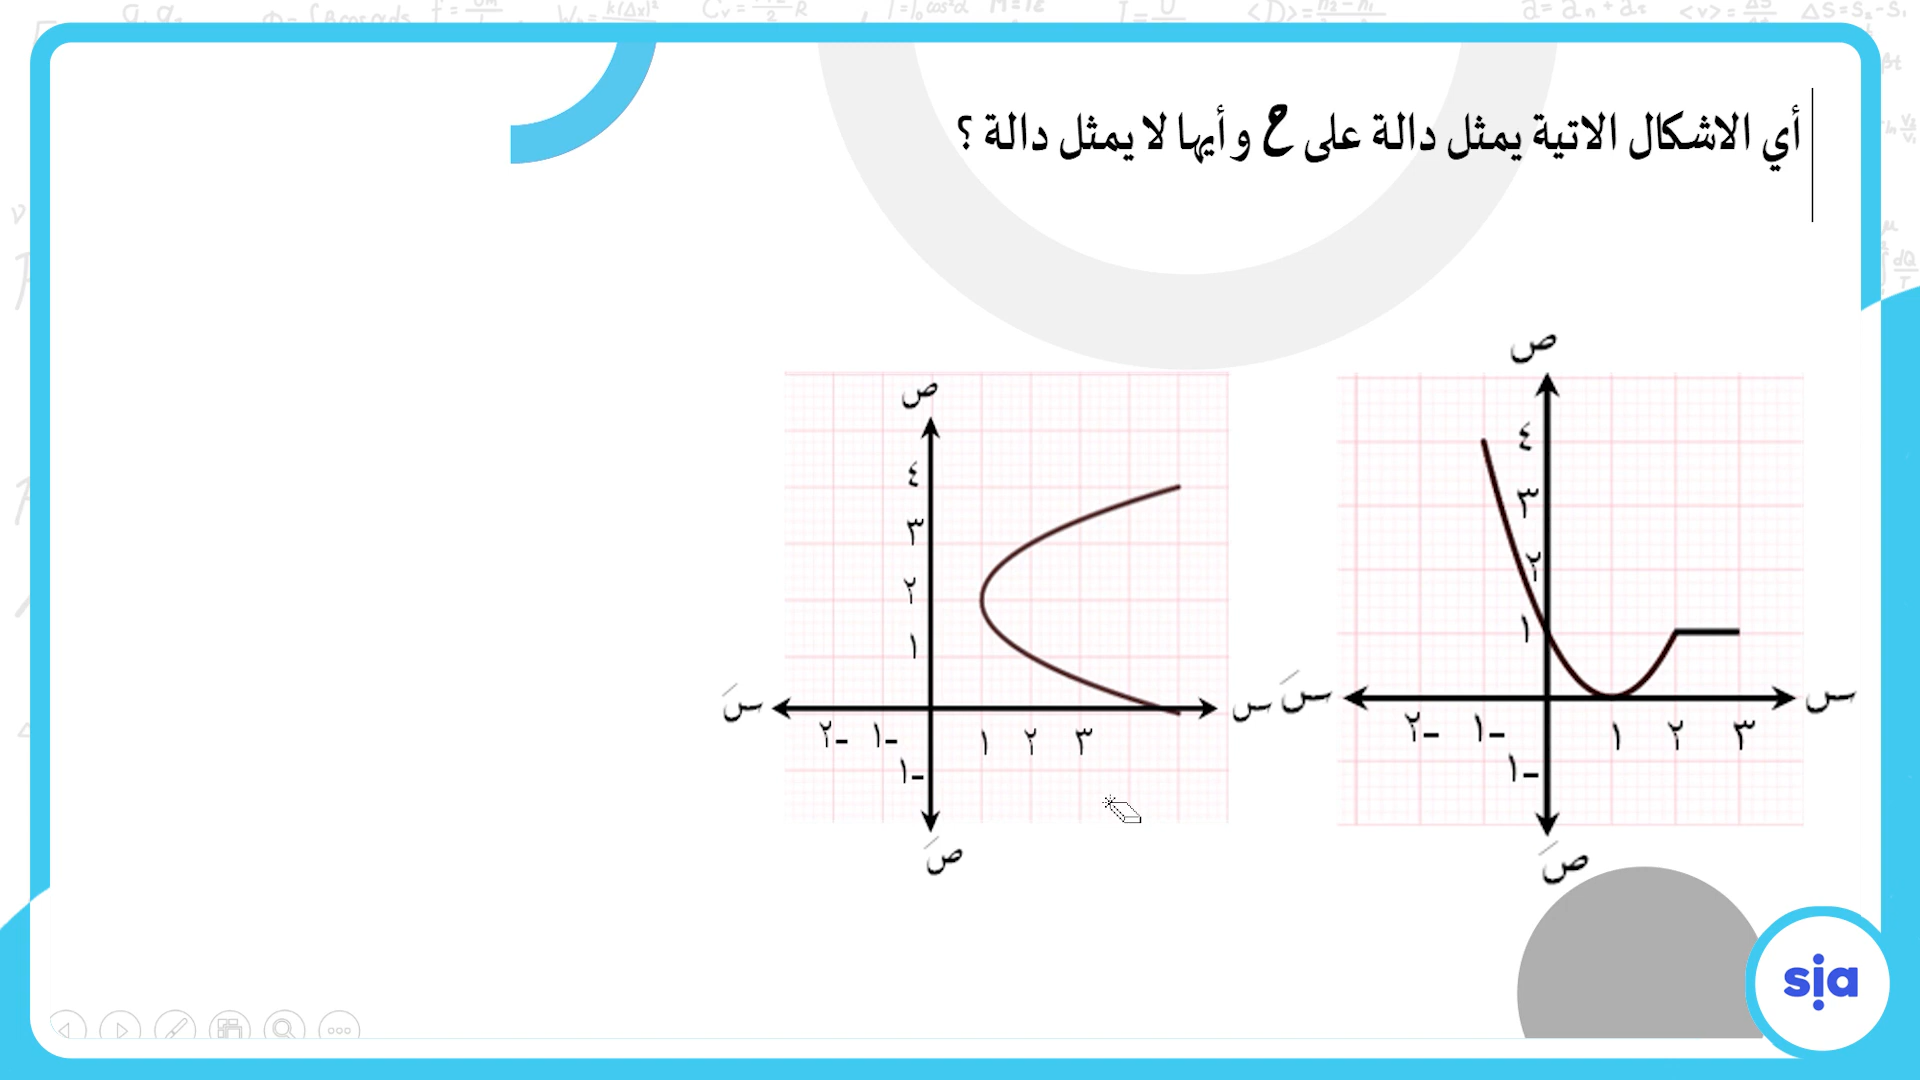 أي الاشكال الاتية يمثل دالة على ح و أيها لا يمثل دالة ؟
ص
٤
٣
٢
١
سَ
س
-٢
-١
١
٢
٣
-١
صَ
ص
٤
٣
٢
١
سَ
س
-٢
-١
١
٢
٣
-١
صَ
sia